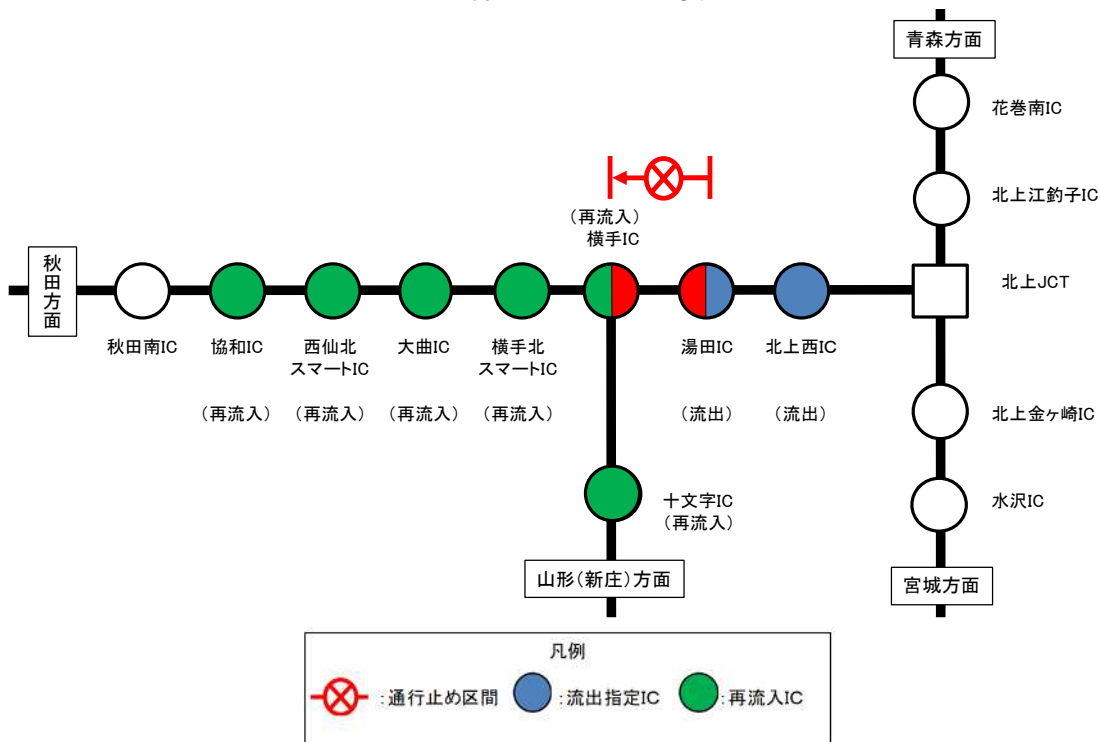 青森方面
花巻南IC
北上江釣子IC
(再流入)
横手IC
秋田方面
北上JCT
秋田南IC
協和IC
西仙北
スマートIC
大曲IC
横手北
スマートIC
湯田IC
北上西IC
(再流入)
(再流入)
(再流入)
(再流入)
(流出)
(流出)
北上金ヶ崎IC
十文字IC
(再流入)
水沢IC
山形(新庄)方面
宮城方面
凡例
:通行止め区間
:流出指定IC
:再流入IC